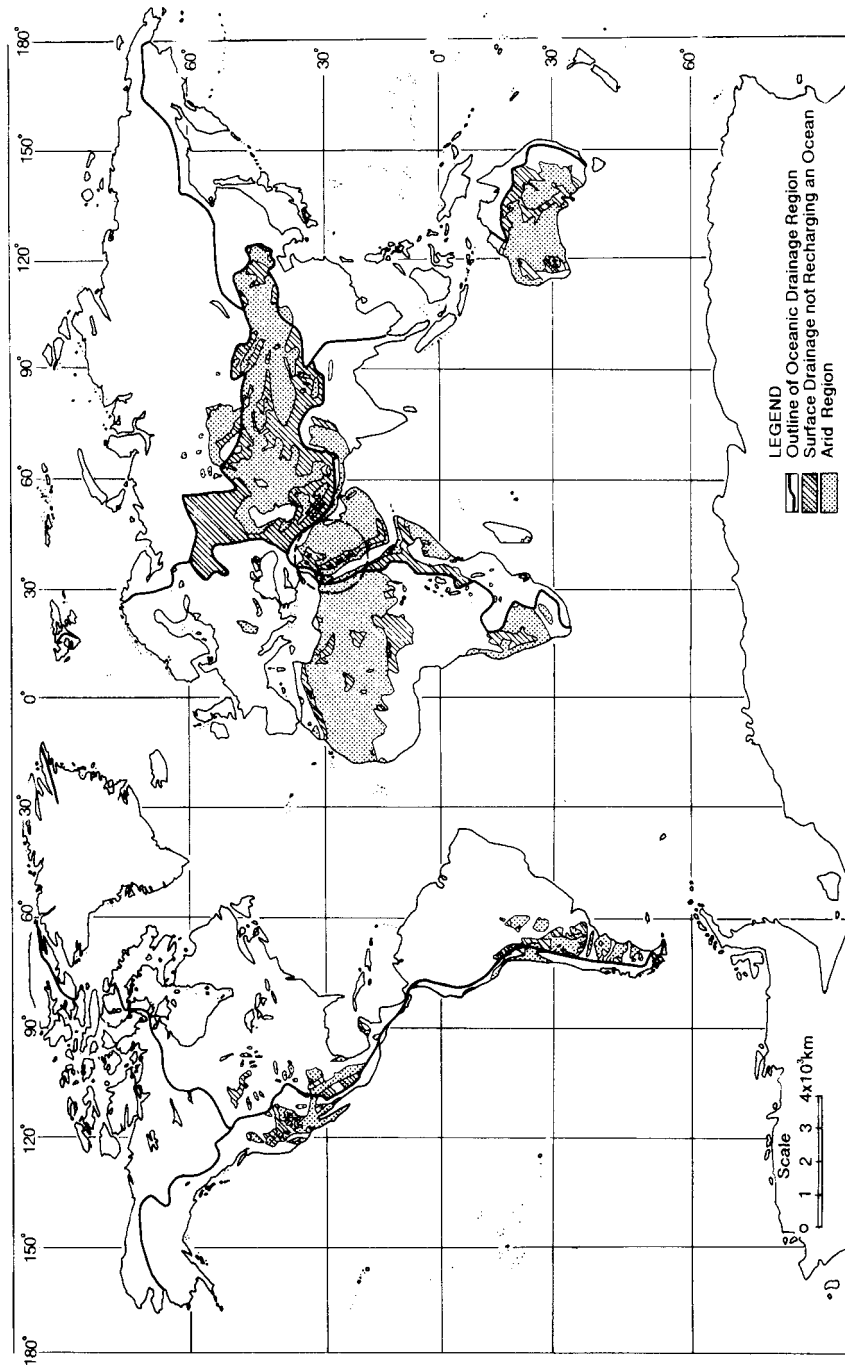 180° 150° 120° 90° 60° 30° 0° 30° 60° 90° 120° 150° 180°
60°
30°
0°
30°
60°
Scale
0 1 2 3 4x10³km
LEGEND
Outline of Oceanic Drainage Region
Surface Drainage not Recharging an Ocean
Arid Region